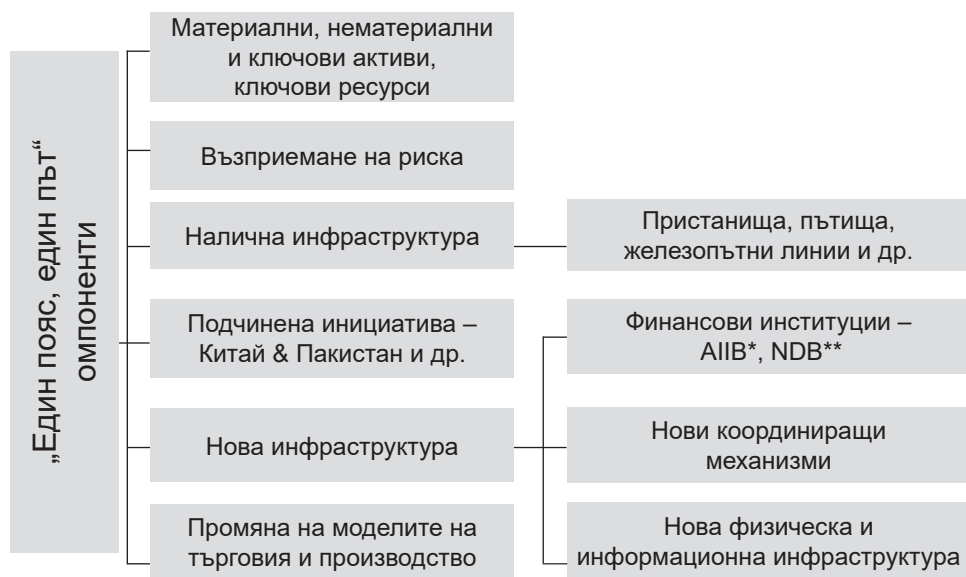 „Един пояс, един път“
омпоненти
Материални, нематериални
и ключови активи,
ключови ресурси
Възприемане на риска
Налична инфраструктура
Пристанища, пътища,
железопътни линии и др.
Подчинена инициатива –
Китай & Пакистан и др.
Нова инфраструктура
Финансови институции –
AIIB*, NDB**
Нови координиращи
механизми
Нова физическа и
информационна инфраструктура
Промяна на моделите на
търговия и производство